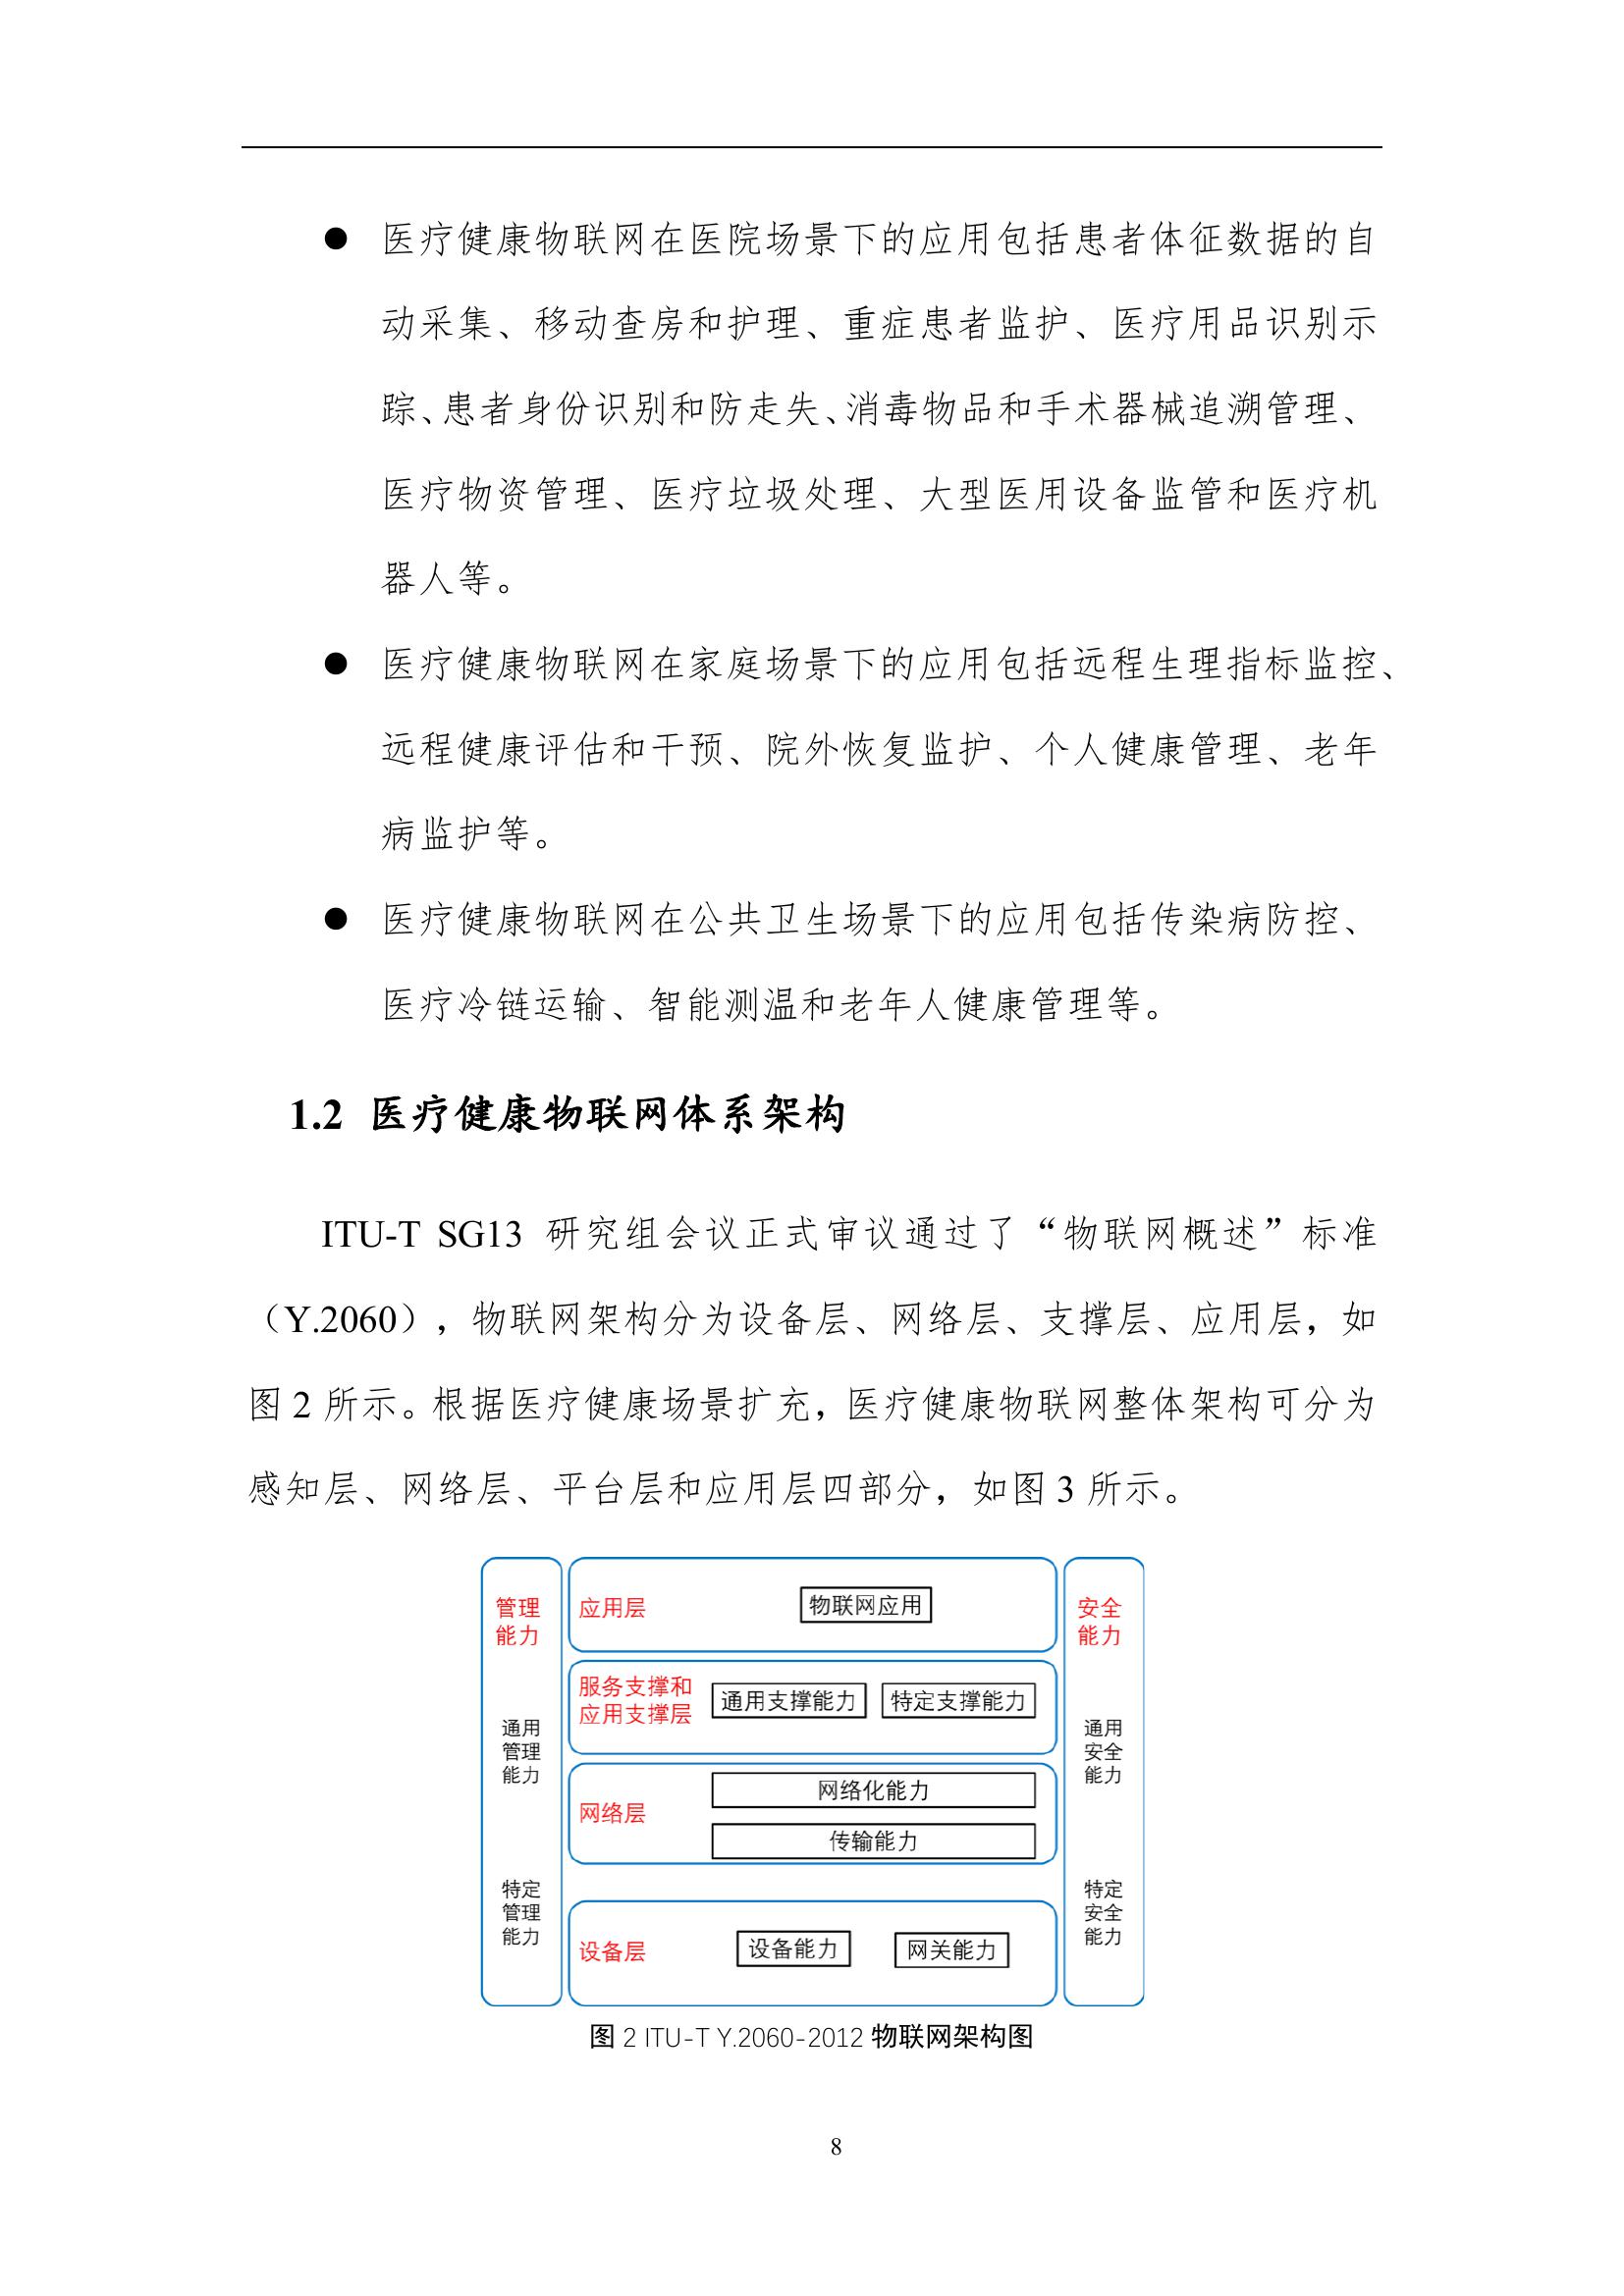 ● 医疗健康物联网在医院场景下的应用包括患者体征数据的自
动采集、移动查房和护理、重症患者监护、医疗用品识别示
踪、患者身份识别和防走失、消毒物品和手术器械追溯管理、
医疗物资管理、医疗垃圾处理、大型医用设备监管和医疗机
器人等。
● 医疗健康物联网在家庭场景下的应用包括远程生理指标监控、
远程健康评估和干预、院外恢复监护、个人健康管理、老年
病监护等。
● 医疗健康物联网在公共卫生场景下的应用包括传染病防控、
医疗冷链运输、智能测温和老年人健康管理等。
1.2 医疗健康物联网体系架构
ITU-T SG13 研究组会议正式审议通过了“物联网概述”标准
（Y.2060），物联网架构分为设备层、网络层、支撑层、应用层，如
图 2 所示。根据医疗健康场景扩充，医疗健康物联网整体架构可分为
感知层、网络层、平台层和应用层四部分，如图 3 所示。
管理
能力
通用
管理
能力
特定
管理
能力
应用层
物联网应用
服务支撑和
应用支撑层
通用支撑能力
特定支撑能力
网络层
网络化能力
传输能力
设备层
设备能力
网关能力
安全
能力
通用
安全
能力
特定
安全
能力
图 2 ITU-T Y.2060-2012 物联网架构图
8